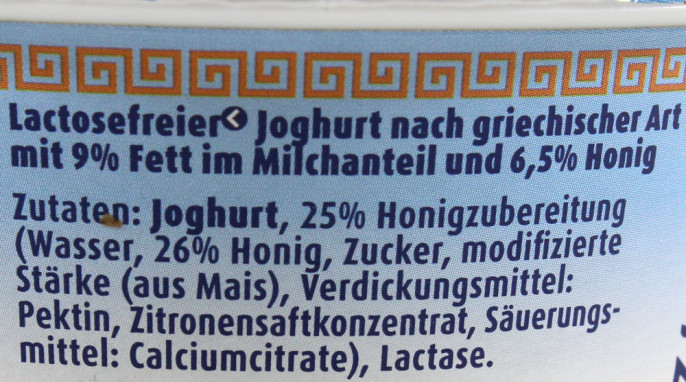 Lactosefreier Joghurt nach griechischer Art
mit 9% Fett im Milchanteil und 6,5% Honig
Zutaten: Joghurt, 25% Honigzubereitung
(Wasser, 26% Honig, Zucker, modifizierte
Stärke (aus Mais), Verdickungsmittel:
Pektin, Zitronensaftkonzentrat, Säuerungs-
mittel: Calciumcitrate), Lactase.